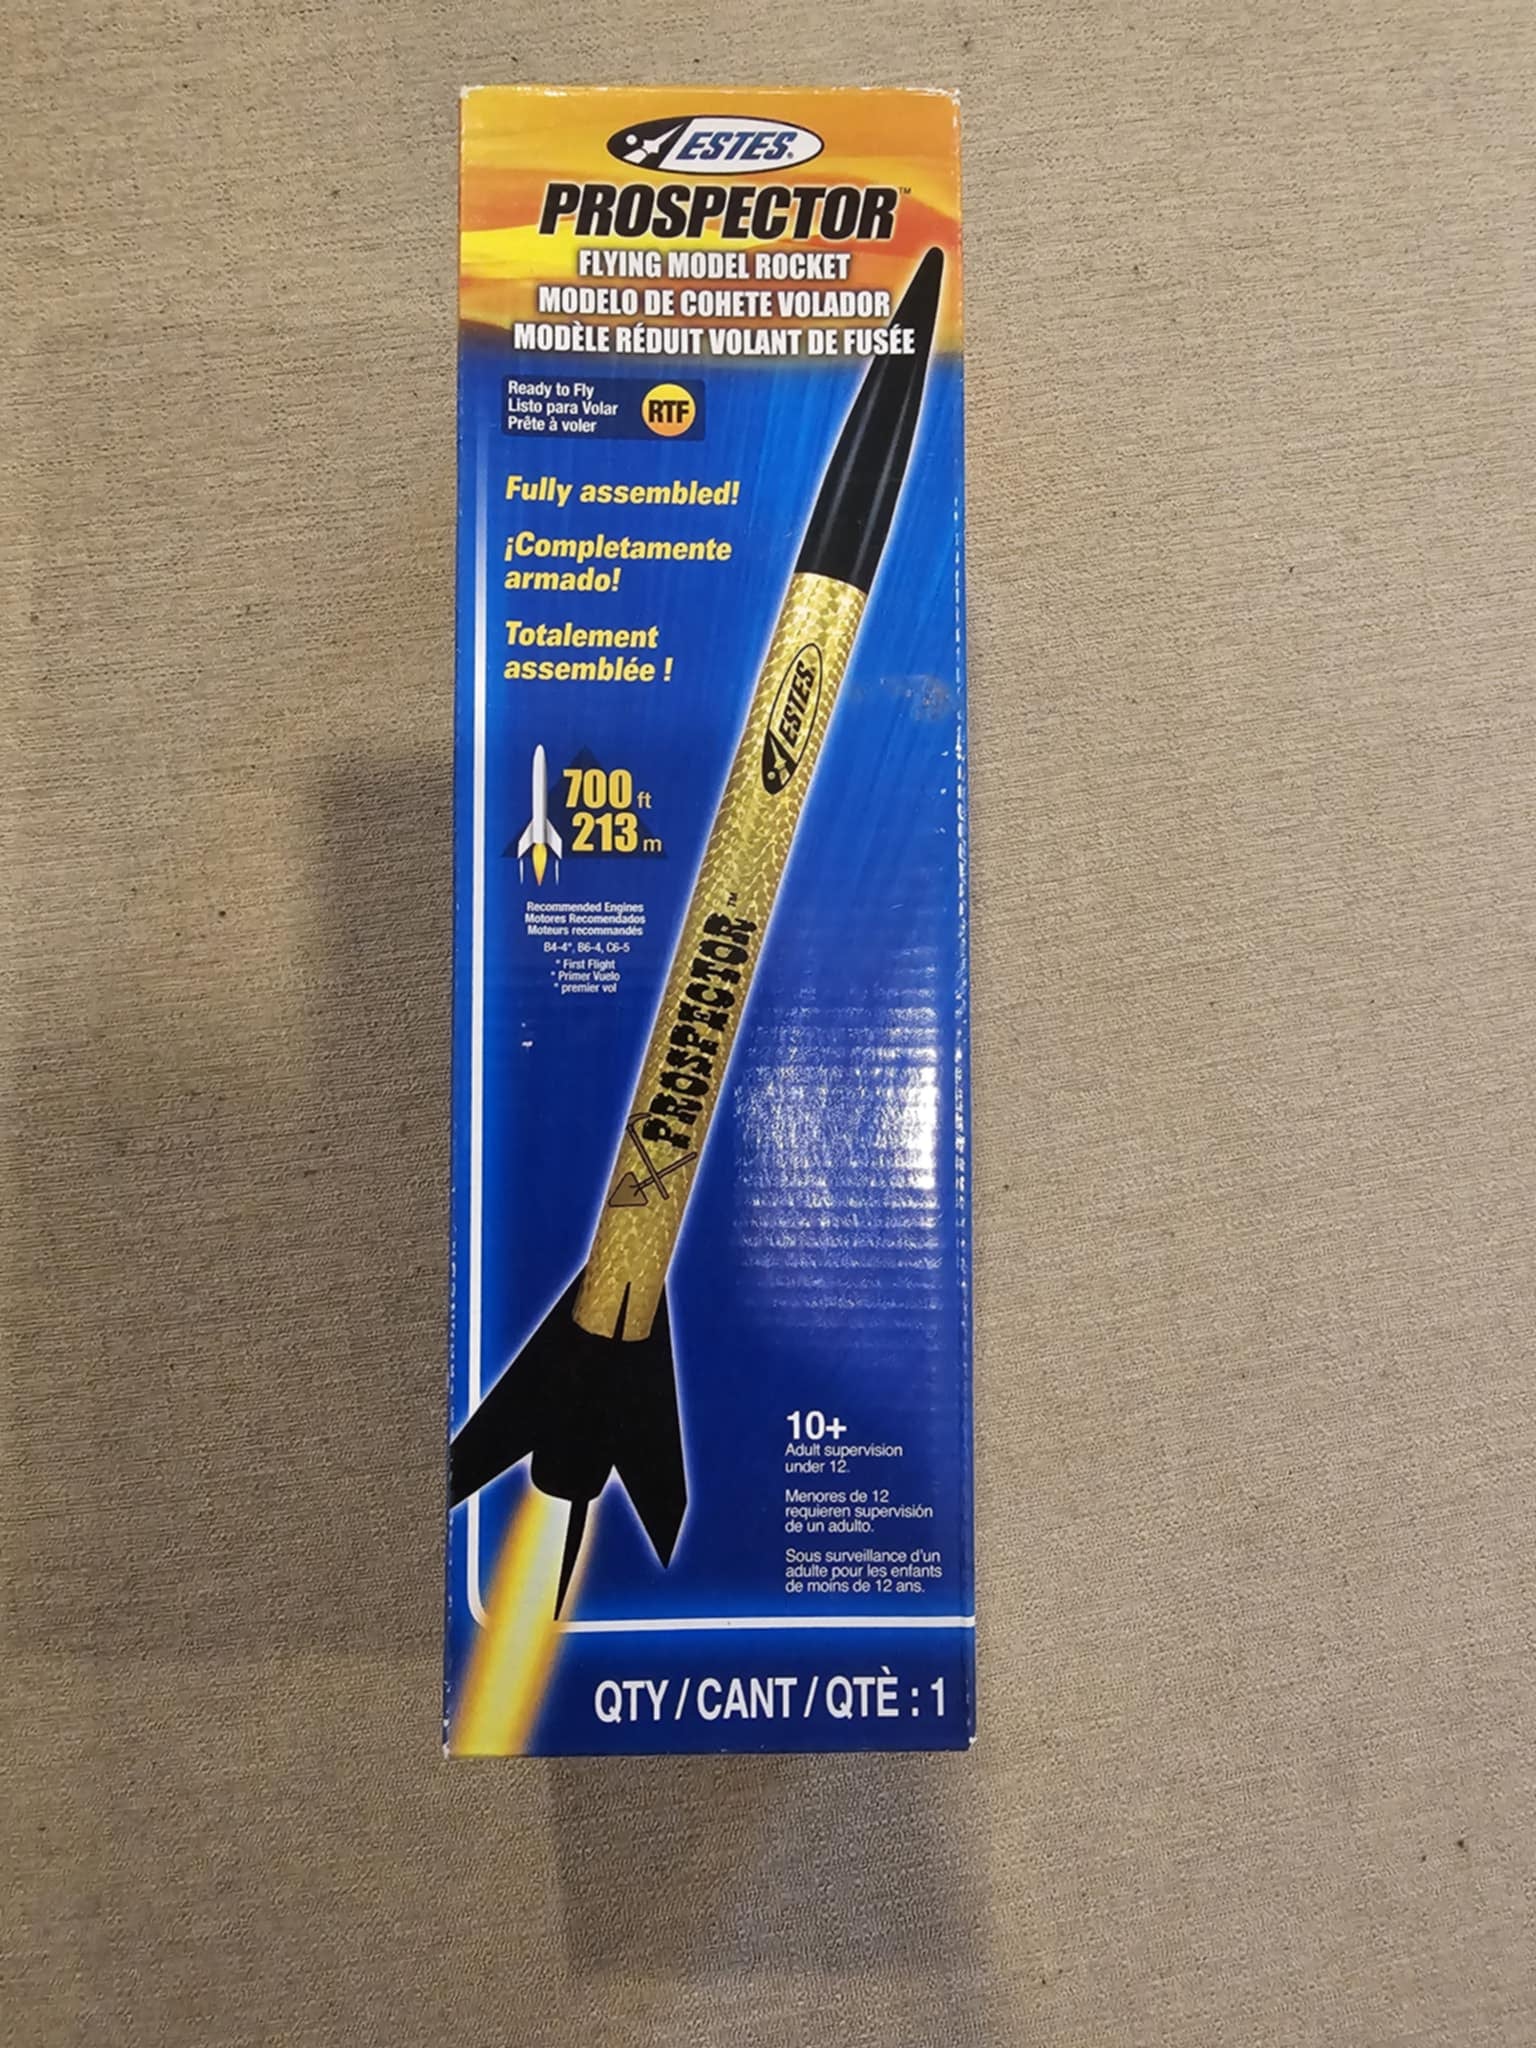 ESTES®
PROSPECTOR™
FLYING MODEL ROCKET
MODELO DE COHETE VOLADOR
MODÈLE RÉDUIT VOLANT DE FUSÉE
Ready to Fly
Listo para Volar
Prête à voler
RTF
Fully assembled!
¡Completamente
armado!
Totalement
assemblée !
ESTES
700 ft
213 m
Recommended Engines
Motores Recomendados
Moteurs recommandés
B4-4*, B6-4, C6-5
* First Flight
* Primer Vuelo
* premier vol
PROSPECTOR™
10+
Adult supervision
under 12.
Menores de 12
requieren supervisión
de un adulto.
Sous surveillance d'un
adulte pour les enfants
de moins de 12 ans.
QTY / CANT / QTÈ : 1